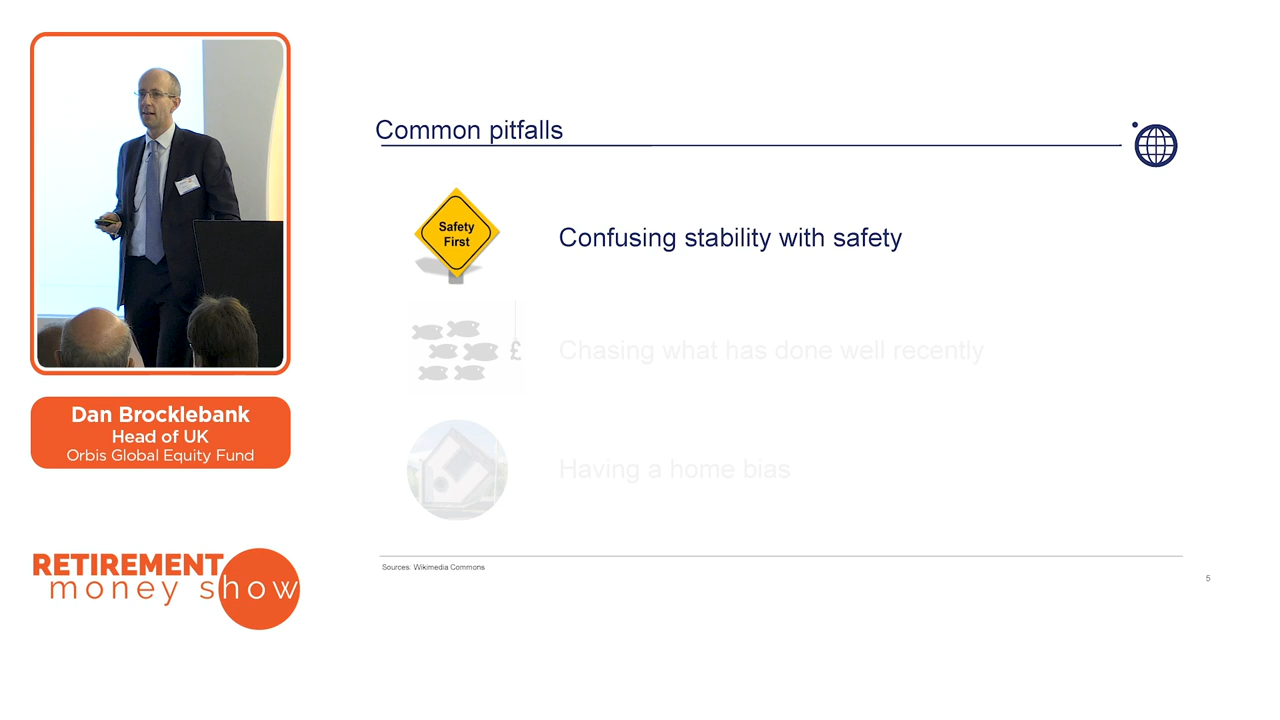 Common pitfalls
Safety
First
Confusing stability with safety
£
Chasing what has done well recently
Having a home bias
Dan Brocklebank
Head of UK
Orbis Global Equity Fund
RETIREMENT
money show
Sources: Wikimedia Commons
5